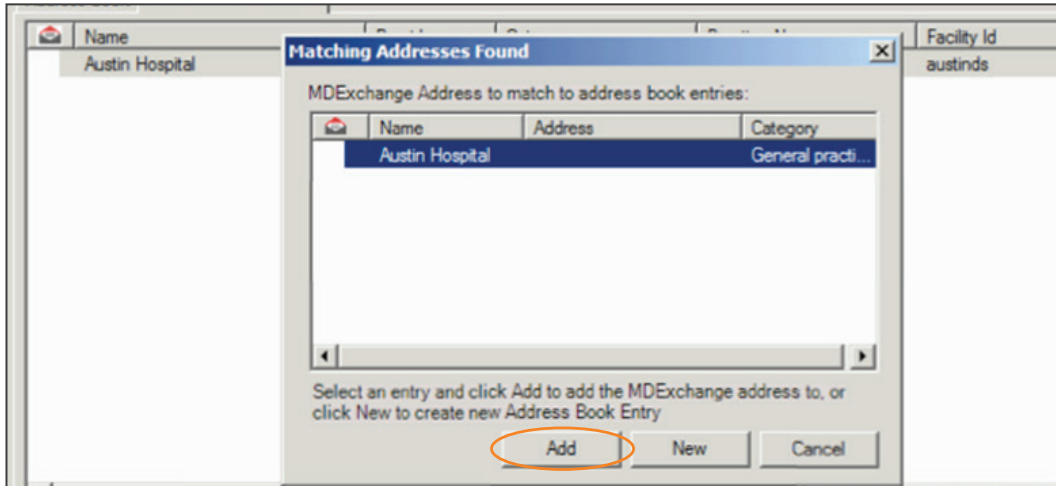 Name Facility Id
Austin Hospital austinds
Matching Addresses Found
MDExchange Address to match to address book entries:
Name Address Category
Austin Hospital General practi...
Select an entry and click Add to add the MDExchange address to, or
click New to create new Address Book Entry
Add New Cancel